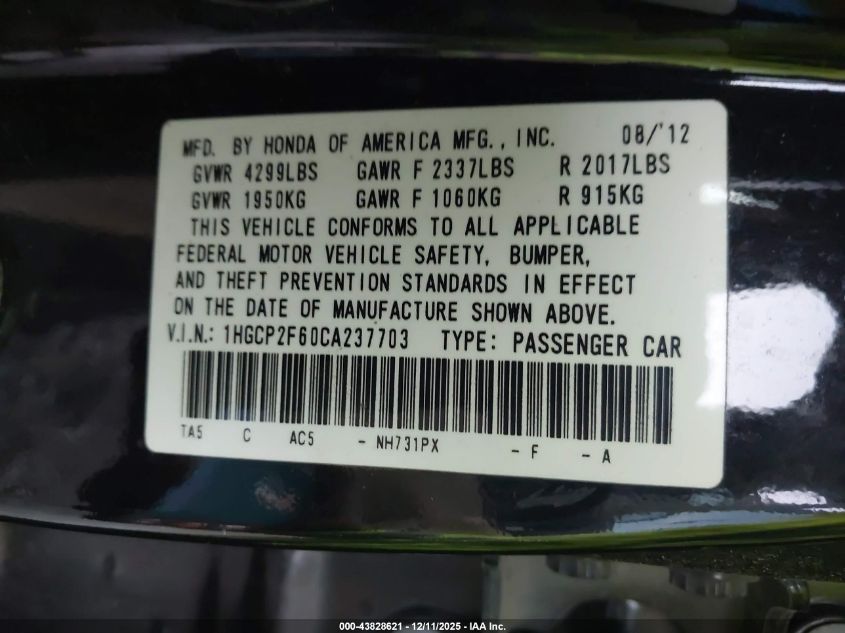 MFD. BY HONDA OF AMERICA MFG., INC. 08/'12
GVWR 4299LBS GAWR F 2337LBS R 2017LBS
GVWR 1950KG GAWR F 1060KG R 915KG
THIS VEHICLE CONFORMS TO ALL APPLICABLE
FEDERAL MOTOR VEHICLE SAFETY, BUMPER,
AND THEFT PREVENTION STANDARDS IN EFFECT
ON THE DATE OF MANUFACTURE SHOWN ABOVE.
V.I.N.: 1HGCP2F60CA237703 TYPE: PASSENGER CAR
TA5 C AC5 - NH731PX - F - A
000-43828621 - 12/11/2025 - IAA Inc.